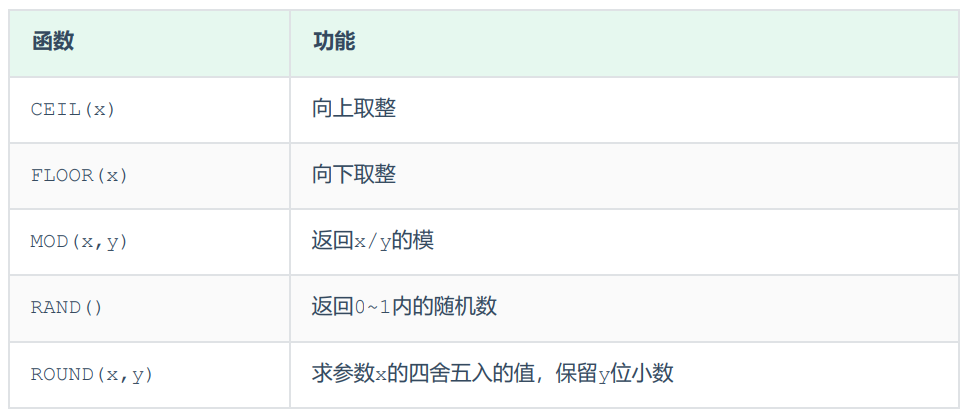 函数 功能
CEIL(x) 向上取整
FLOOR(x) 向下取整
MOD(x,y) 返回x/y的模
RAND() 返回0~1内的随机数
ROUND(x,y) 求参数x的四舍五入的值，保留y位小数